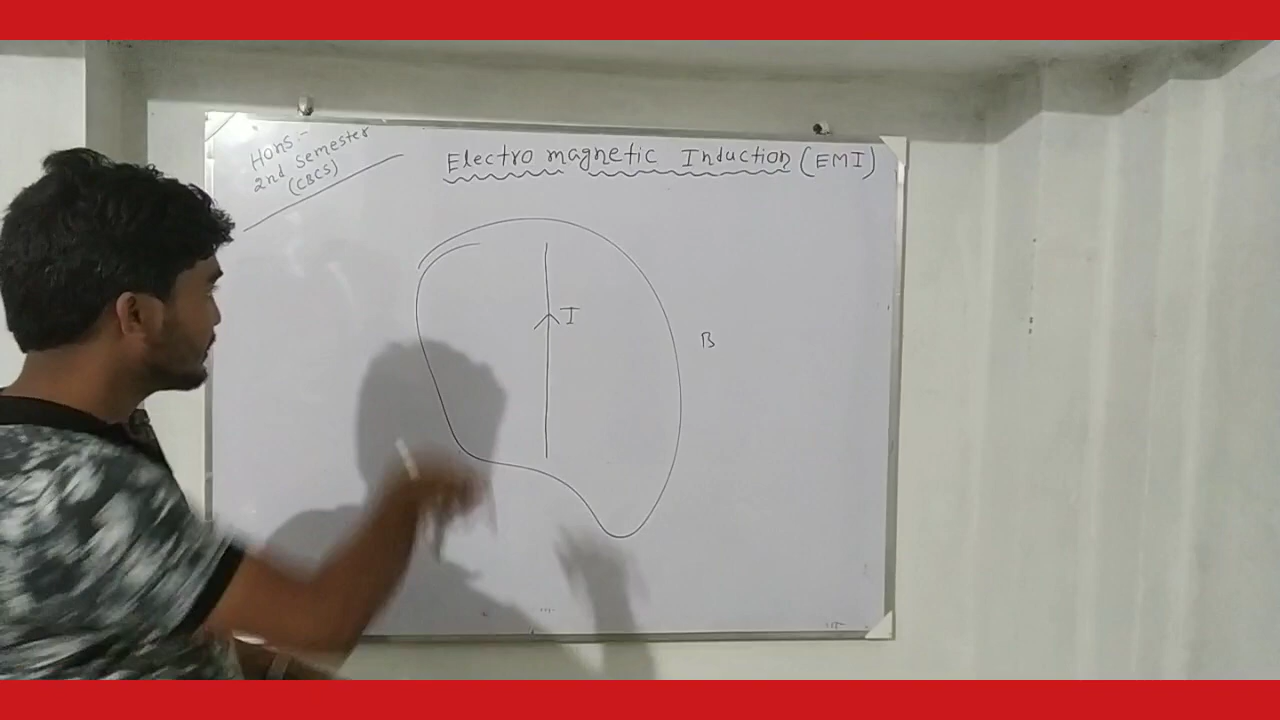 Hons:-
2nd Semester
(CBCS)
Electro magnetic Induction (EMI)
I
B